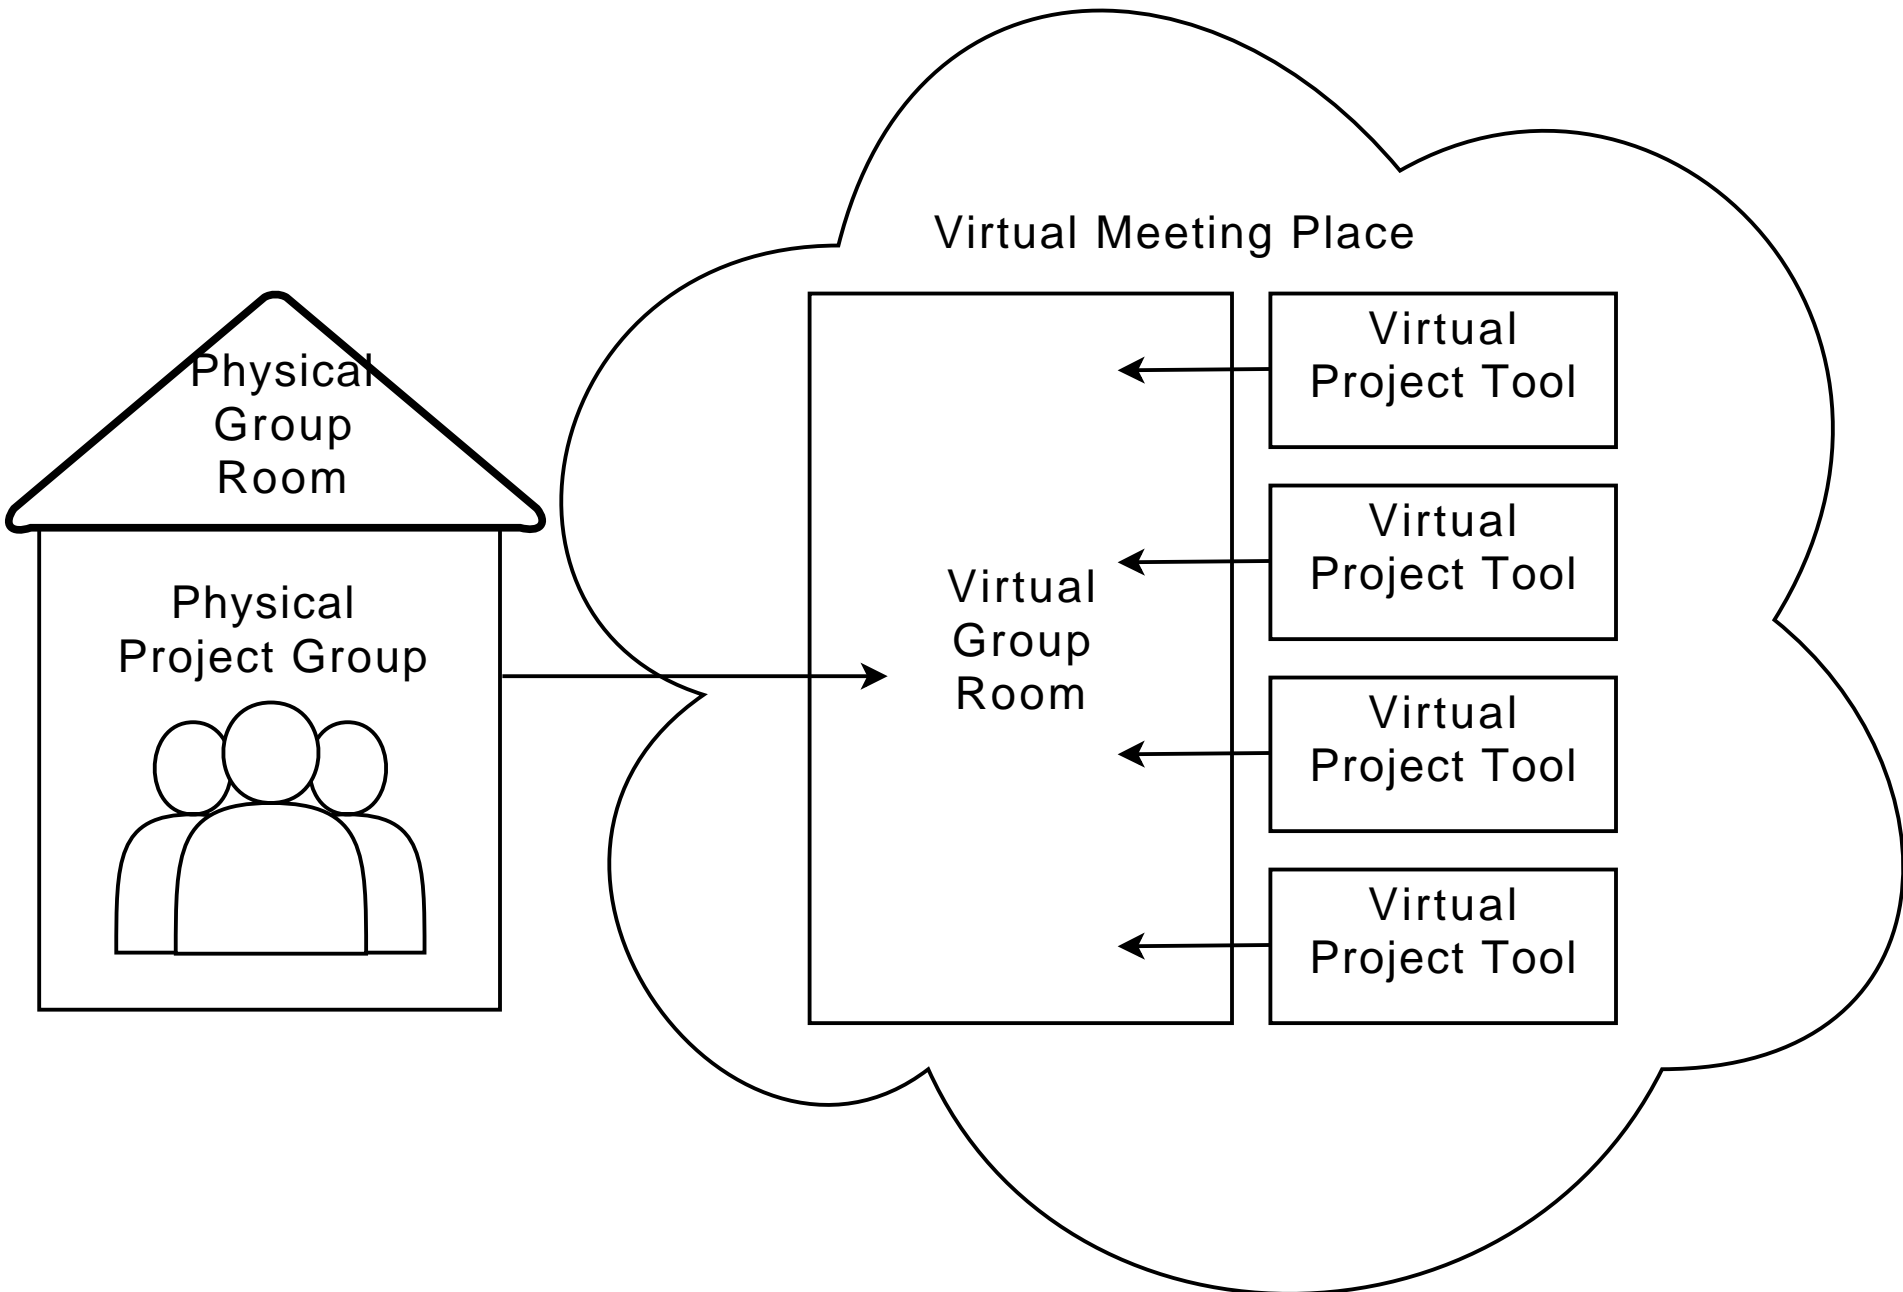 Virtual Meeting Place
Physical
Group
Room
Physical
Project Group
Virtual
Group
Room
Virtual
Project Tool
Virtual
Project Tool
Virtual
Project Tool
Virtual
Project Tool